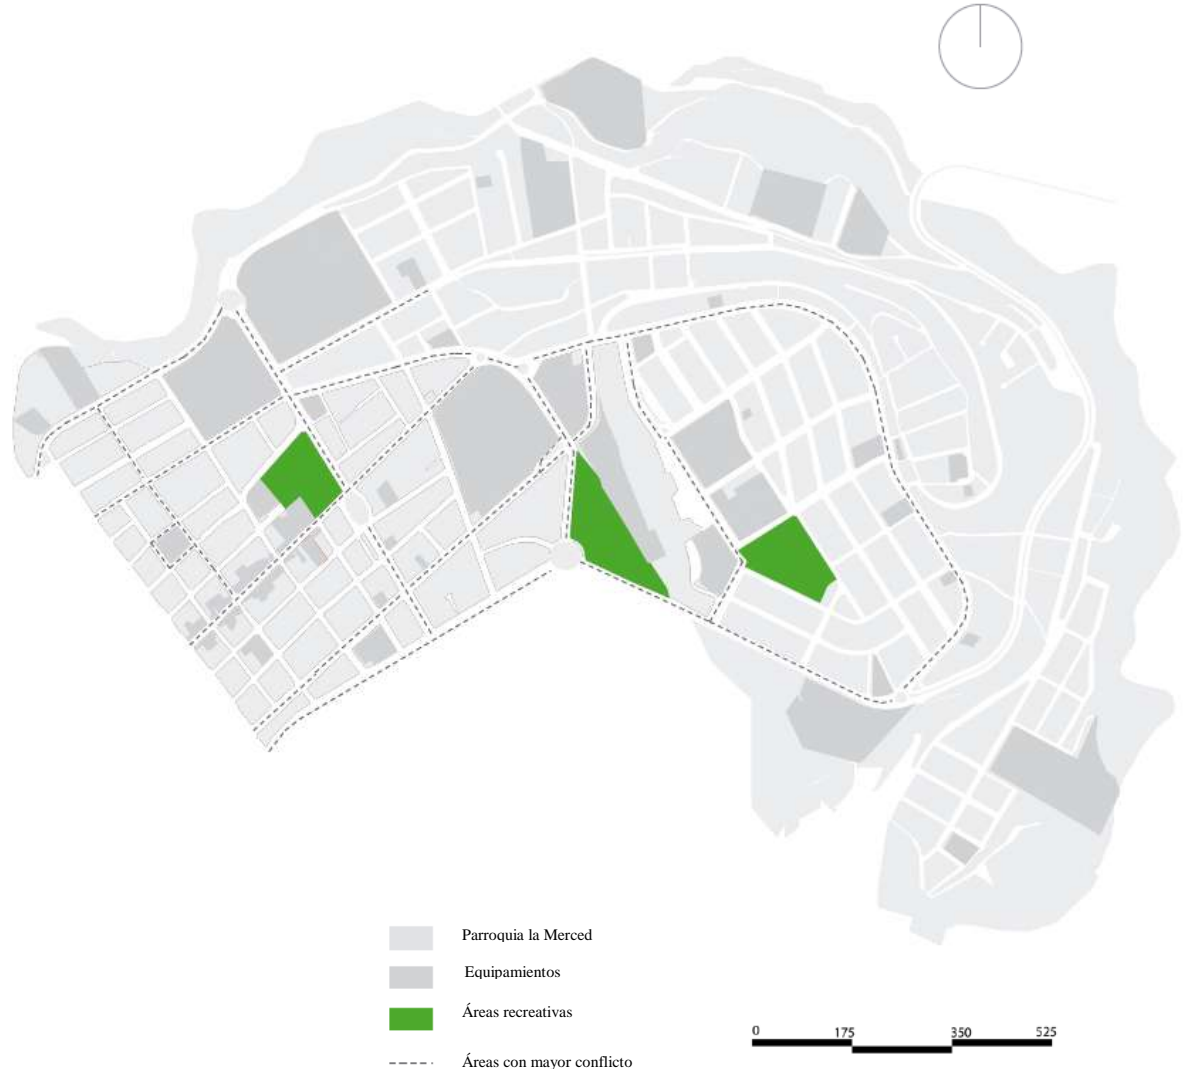 Parroquia la Merced
Equipamientos
Áreas recreativas
Áreas con mayor conflicto
0 175 350 525